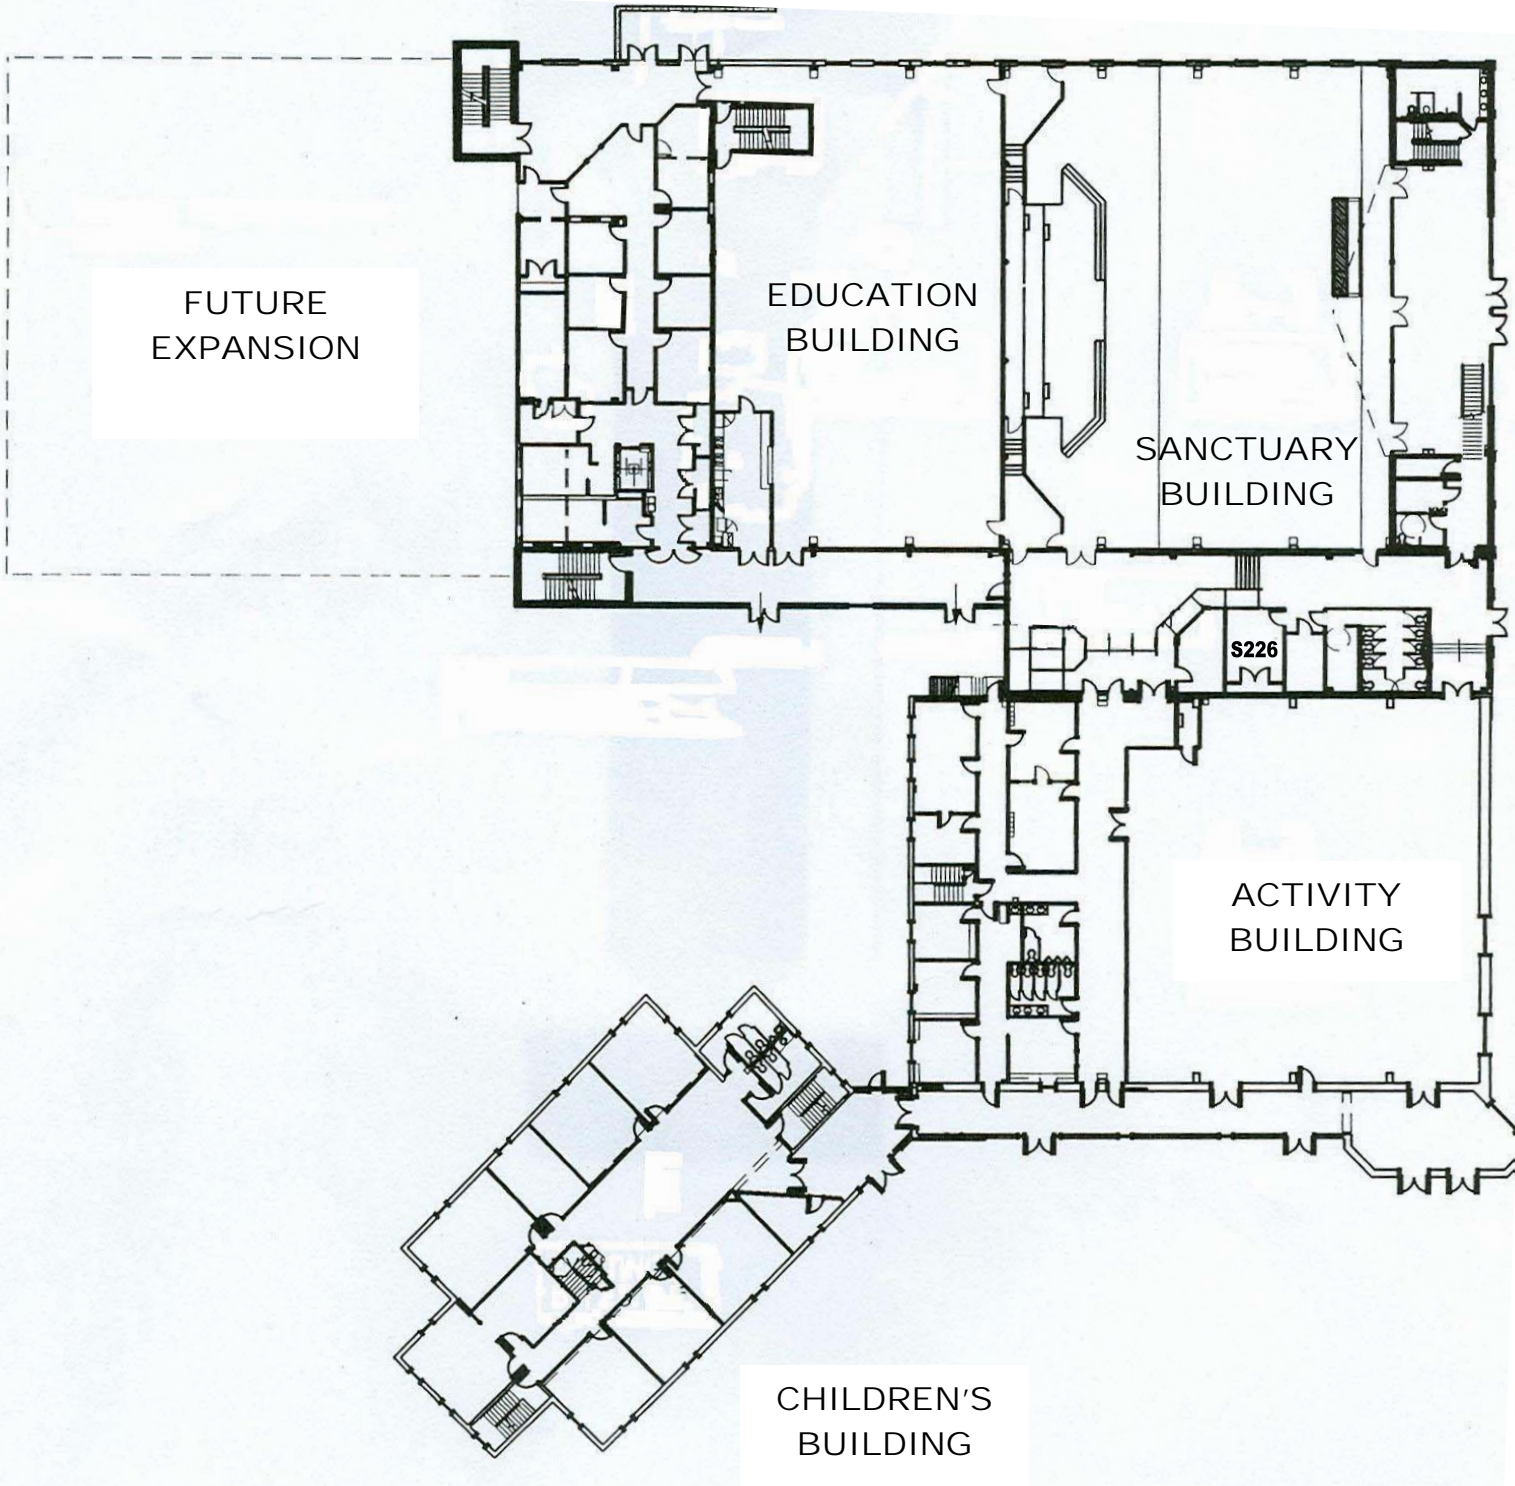 FUTURE
EXPANSION
EDUCATION
BUILDING
SANCTUARY
BUILDING
S226
ACTIVITY
BUILDING
CHILDREN'S
BUILDING